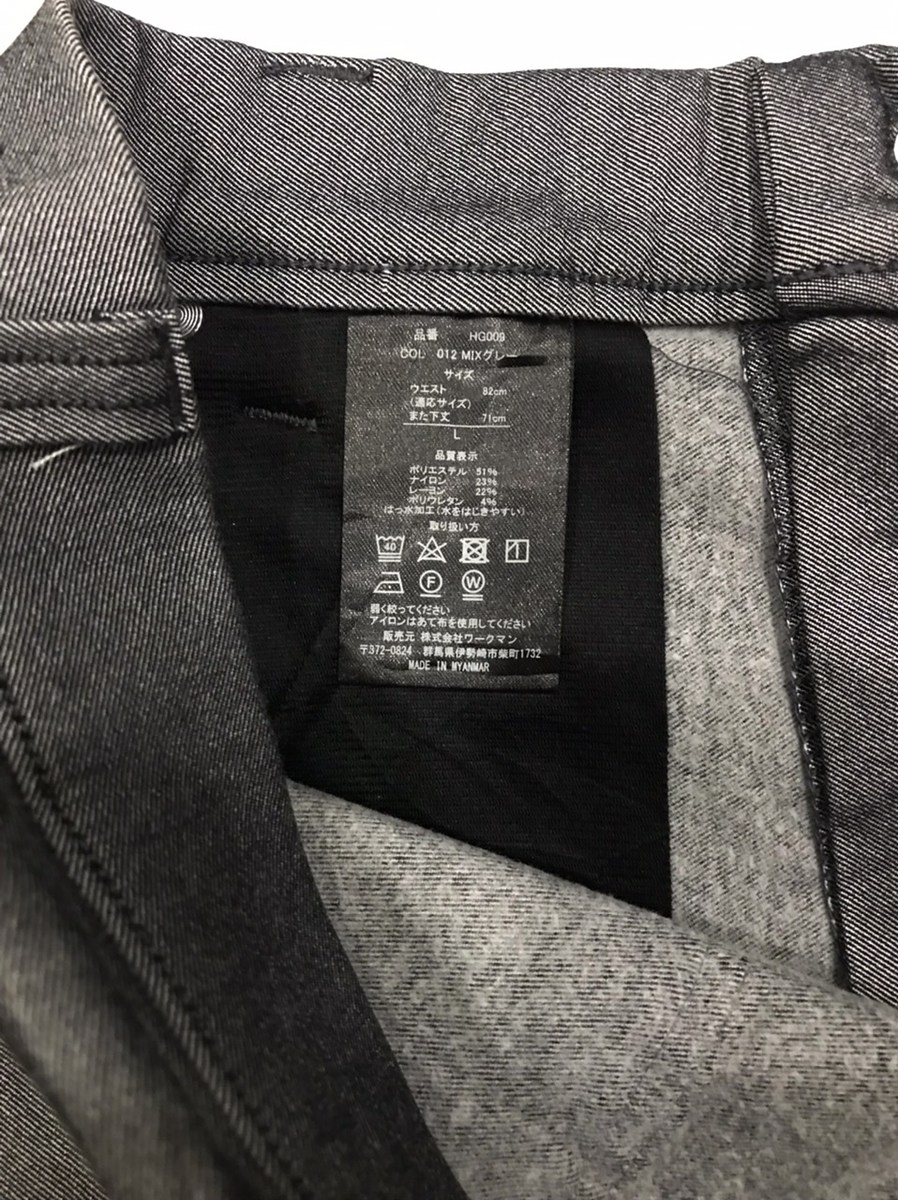 品番 HG009
COL 012 MIXグレー
サイズ
ウエスト 82cm
(適応サイズ)
また下丈 71cm
L
品質表示
ポリエステル 51%
ナイロン 23%
レーヨン 22%
ポリウレタン 4%
はっ水加工(水をはじきやすい)
取り扱い方
40
F W
弱く絞ってください
アイロンはあて布を使用してください
販売元 株式会社ワークマン
〒372-0824 群馬県伊勢崎市柴町1732
MADE IN MYANMAR